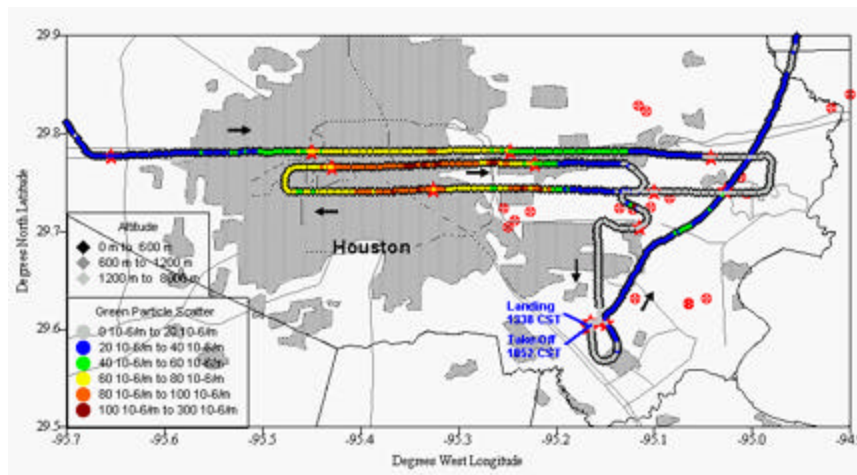 29.9
29.8
29.7
29.6
29.5
Degrees North Latitude
Altitude
0 m to 600 m
600 m to 1200 m
1200 m to 8000 m
Houston
Green Particle Scatter
0 10-6/m to 20 10-6/m
20 10-6/m to 40 10-6/m
40 10-6/m to 60 10-6/m
60 10-6/m to 80 10-6/m
80 10-6/m to 100 10-6/m
100 10-6/m to 300 10-6/m
Landing
1938 CST
Take Off
1052 CST
-95.7
-95.6
-95.5
-95.4
-95.3
-95.2
-95.1
-95.0
-94.9
Degrees West Longitude